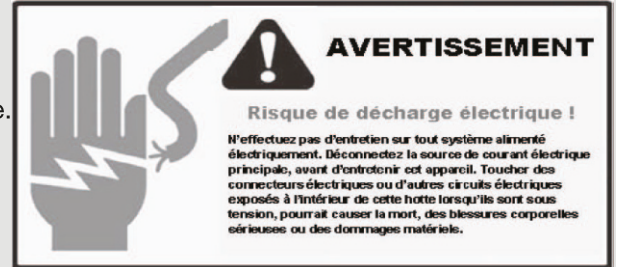 e.
AVERTISSEMENT
Risque de décharge électrique !
N'effectuez pas d'entretien sur tout système alimenté
électriquement. Déconnectez la source de courant électrique
principale, avant d'entretenir cet appareil. Toucher des
connecteurs électriques ou d'autres circuits électriques
exposés à l'intérieur de cette hotte lorsqu'ils sont sous
tension, pourrait causer la mort, des blessures corporelles
sérieuses ou des dommages matériels.